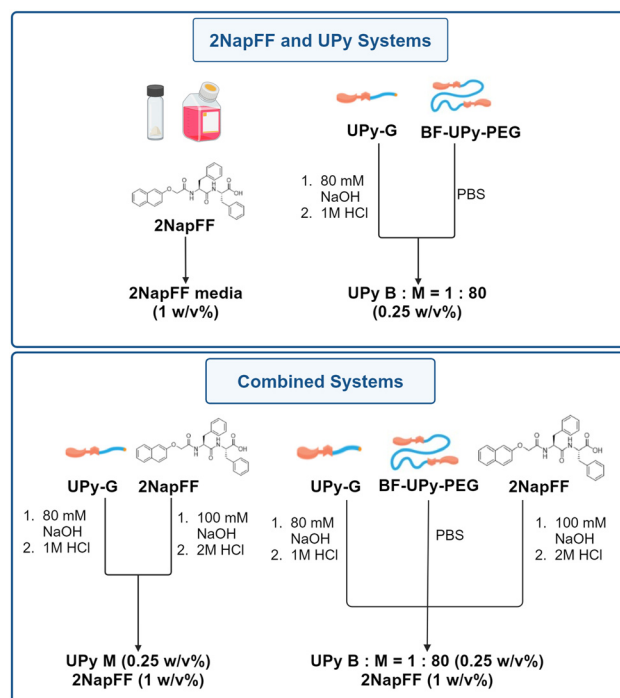 2NapFF and UPy Systems
UPy-G
BF-UPy-PEG
1. 80 mM
NaOH
2. 1M HCl
PBS
O
O
H
N
N
H
O
OH
2NapFF
2NapFF media
(1 w/v%)
UPy B : M = 1 : 80
(0.25 w/v%)
Combined Systems
O
O
H
N
N
H
O
OH
O
O
H
N
N
H
O
OH
UPy-G
2NapFF
UPy-G
BF-UPy-PEG
2NapFF
1. 80 mM
NaOH
2. 1M HCl
1. 100 mM
NaOH
2. 2M HCl
1. 80 mM
NaOH
2. 1M HCl
PBS
1. 100 mM
NaOH
2. 2M HCl
UPy M (0.25 w/v%)
2NapFF (1 w/v%)
UPy B : M = 1 : 80 (0.25 w/v%)
2NapFF (1 w/v%)